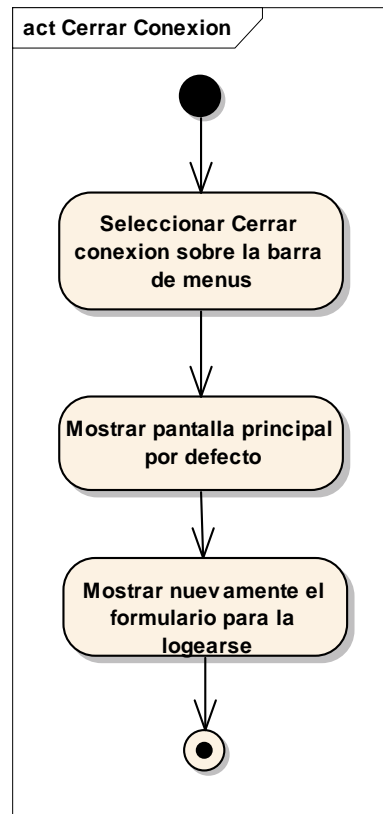 act Cerrar Conexion
Seleccionar Cerrar
conexion sobre la barra
de menus
Mostrar pantalla principal
por defecto
Mostrar nuevamente el
formulario para la
logearse